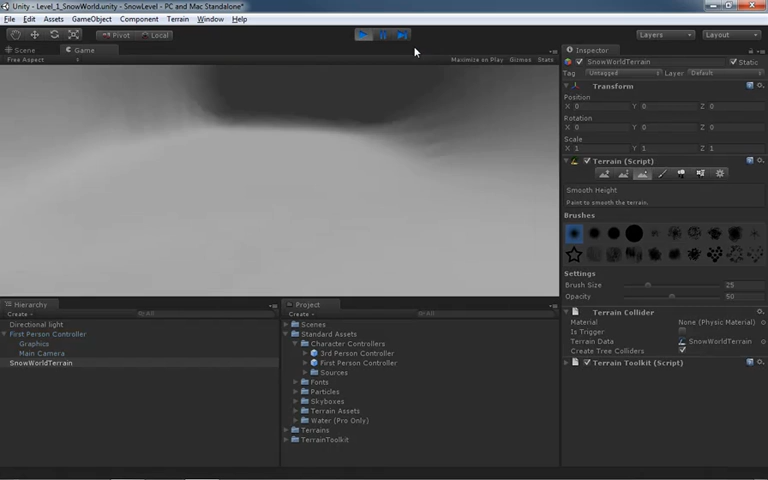 Unity - Level_1_SnowWorld.unity - SnowLevel - PC and Mac Standalone*
File Edit Assets GameObject Component Terrain Window Help
Pivot Local Layers Layout
Scene Game
Free Aspect Maximize on Play Gizmos Stats
Inspector
SnowWorldTerrain Static
Tag Untagged Layer Default
Transform
Position
X 0 Y 0 Z 0
Rotation
X 0 Y 0 Z 0
Scale
X 1 Y 1 Z 1
Terrain (Script)
Smooth Height
Paint to smooth the terrain.
Brushes
Settings
Brush Size 25
Opacity 50
Terrain Collider
Material None (Physic Material)
Is Trigger
Terrain Data SnowWorldTerrain
Create Tree Colliders
Terrain Toolkit (Script)
Hierarchy
Create All
Directional light
First Person Controller
Graphics
Main Camera
SnowWorldTerrain
Project
Create All
Scenes
Standard Assets
Character Controllers
3rd Person Controller
First Person Controller
Sources
Fonts
Particles
Skyboxes
Terrain Assets
Water (Pro Only)
Terrains
TerrainToolkit